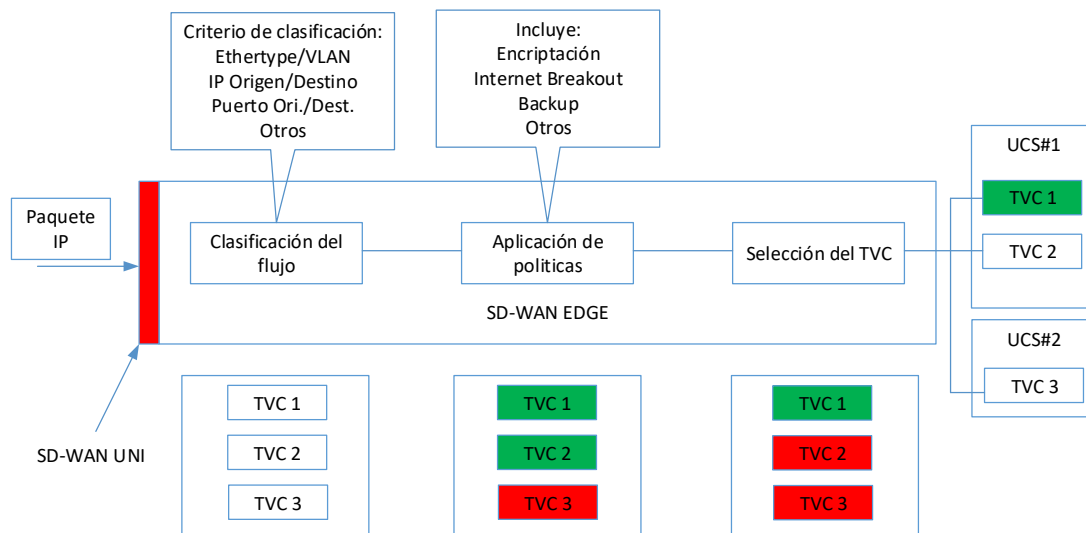 Criterio de clasificación:
Ethertype/VLAN
IP Origen/Destino
Puerto Ori./Dest.
Otros
Incluye:
Encriptación
Internet Breakout
Backup
Otros
UCS#1
TVC 1
TVC 2
UCS#2
TVC 3
Paquete
IP
Clasificación del
flujo
Aplicación de
politicas
Selección del TVC
SD-WAN EDGE
SD-WAN UNI
TVC 1
TVC 2
TVC 3
TVC 1
TVC 2
TVC 3
TVC 1
TVC 2
TVC 3